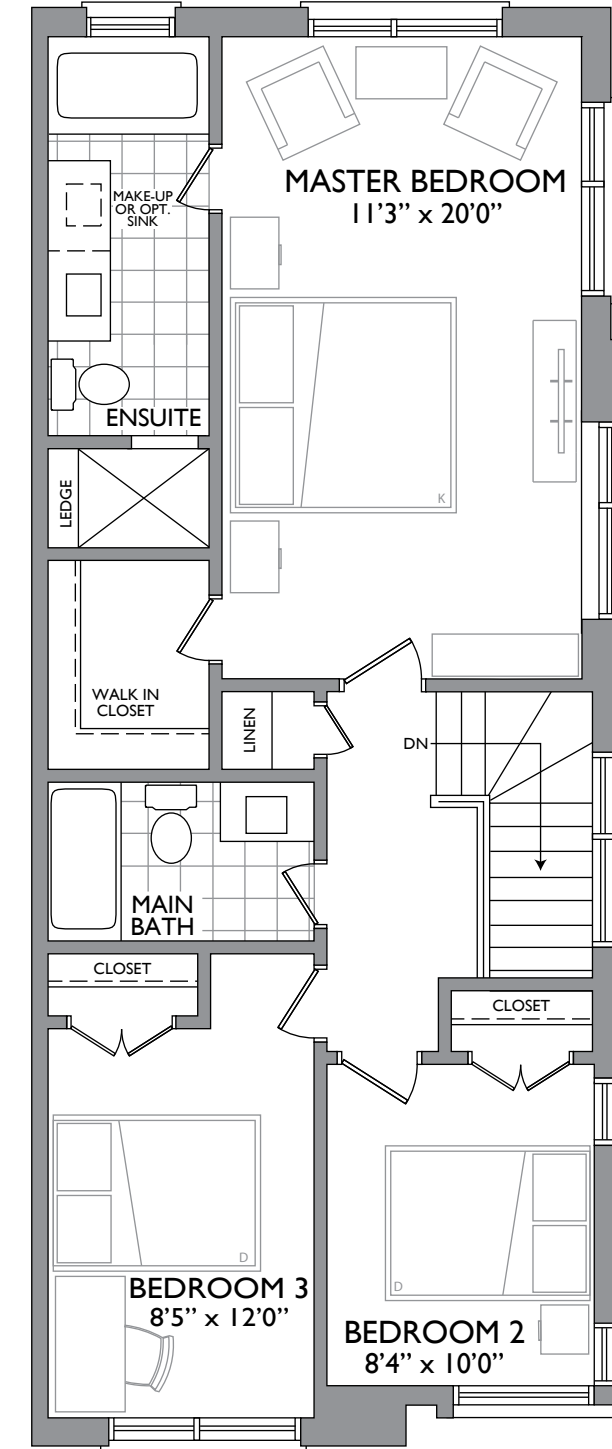 MASTER BEDROOM
11’3” x 20’0”
MAKE-UP
OR OPT.
SINK
ENSUITE
LEDGE
K
WALK IN
CLOSET
LINEN
DN
MAIN
BATH
CLOSET
CLOSET
D
BEDROOM 3
8’5” x 12’0”
D
BEDROOM 2
8’4” x 10’0”